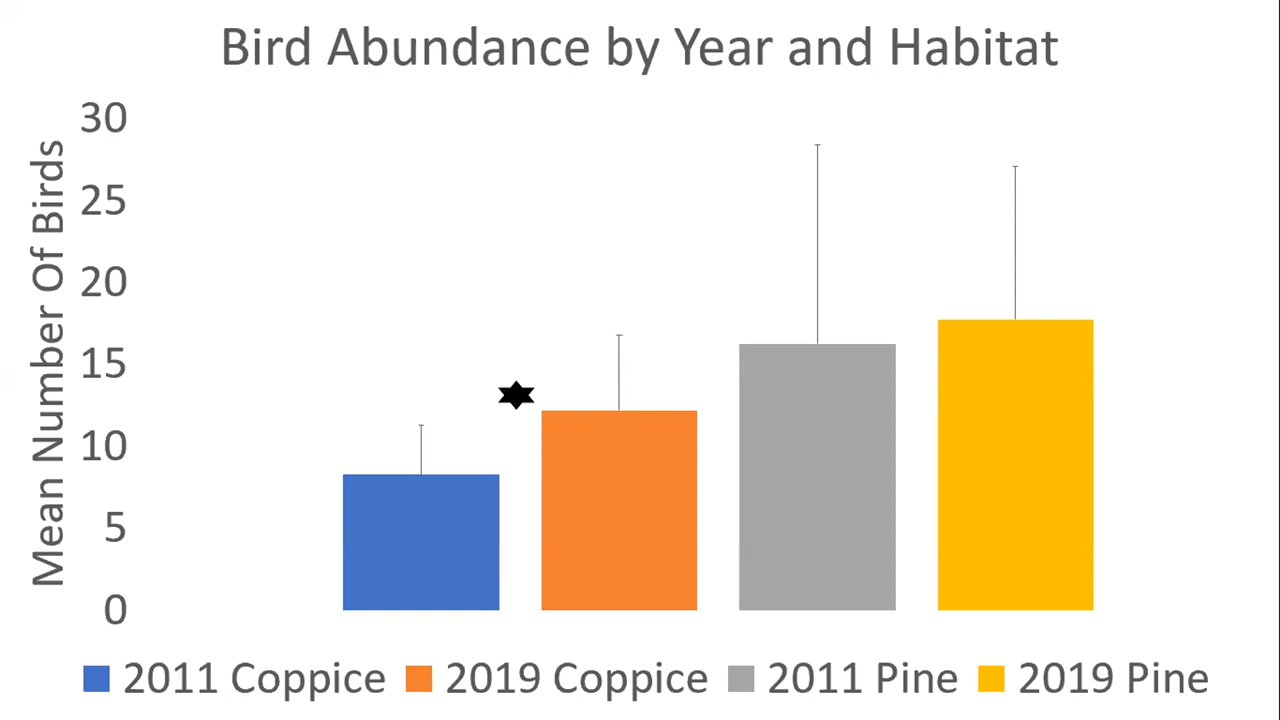 Bird Abundance by Year and Habitat
Mean Number Of Birds
30
25
20
15
10
5
0
2011 Coppice 2019 Coppice 2011 Pine 2019 Pine